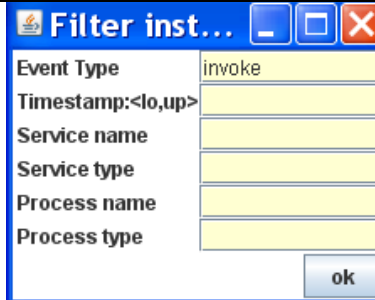 Filter inst...
Event Type invoke
Timestamp:<lo,up>
Service name
Service type
Process name
Process type
ok